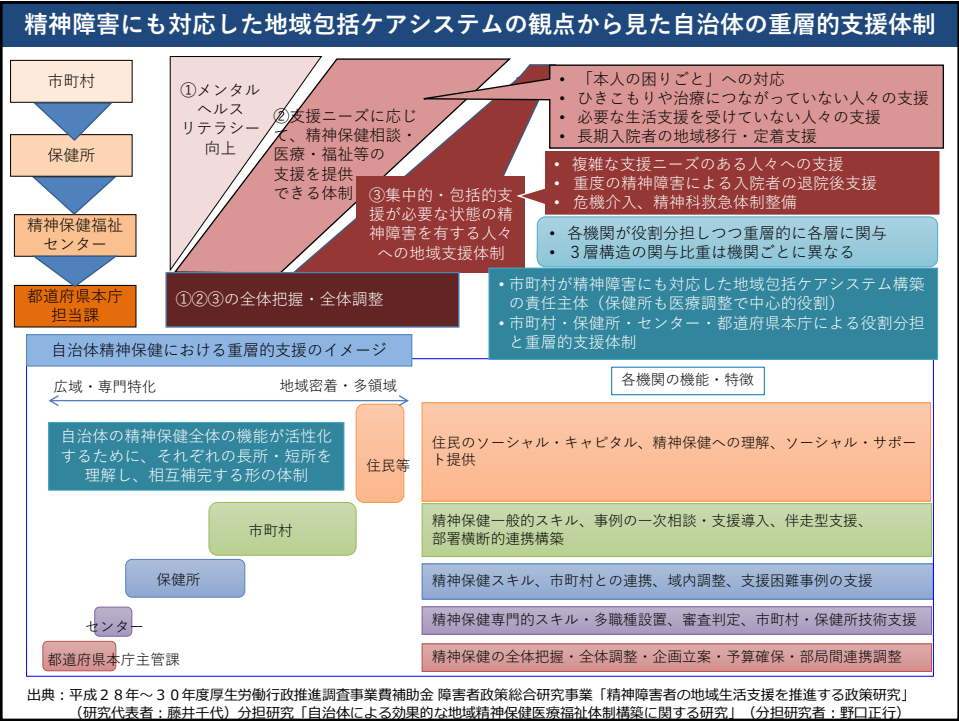 精神障害にも対応した地域包括ケアシステムの観点から見た自治体の重層的支援体制
市町村
保健所
精神保健福祉
センター
都道府県本庁
担当課
①メンタル
ヘルス
リテラシー
向上
②支援ニーズに応じ
て、精神保健相談・
医療・福祉等の
支援を提供
できる体制
③集中的・包括的支
援が必要な状態の精
神障害を有する人々
への地域支援体制
①②③の全体把握・全体調整
• 「本人の困りごと」への対応
• ひきこもりや治療につながっていない人々の支援
• 必要な生活支援を受けていない人々の支援
• 長期入院者の地域移行・定着支援
• 複雑な支援ニーズのある人々への支援
• 重度の精神障害による入院者の退院後支援
• 危機介入、精神科救急体制整備
• 各機関が役割分担しつつ重層的に各層に関与
• ３層構造の関与比重は機関ごとに異なる
• 市町村が精神障害にも対応した地域包括ケアシステム構築
の責任主体（保健所も医療調整で中心的役割）
• 市町村・保健所・センター・都道府県本庁による役割分担
と重層的支援体制
自治体精神保健における重層的支援のイメージ
広域・専門特化
地域密着・多領域
各機関の機能・特徴
自治体の精神保健全体の機能が活性化
するために、それぞれの長所・短所を
理解し、相互補完する形の体制
住民等
住民のソーシャル・キャピタル、精神保健への理解、ソーシャル・サポー
ト提供
市町村
精神保健一般的スキル、事例の一次相談・支援導入、伴走型支援、
部署横断的連携構築
保健所
精神保健スキル、市町村との連携、域内調整、支援困難事例の支援
センター
精神保健専門的スキル・多職種設置、審査判定、市町村・保健所技術支援
都道府県本庁主管課
精神保健の全体把握・全体調整・企画立案・予算確保・部局間連携調整
出典：平成２８年～３０年度厚生労働行政推進調査事業費補助金 障害者政策総合研究事業「精神障害者の地域生活支援を推進する政策研究」
（研究代表者：藤井千代）分担研究「自治体による効果的な地域精神保健医療福祉体制構築に関する研究」（分担研究者：野口正行）